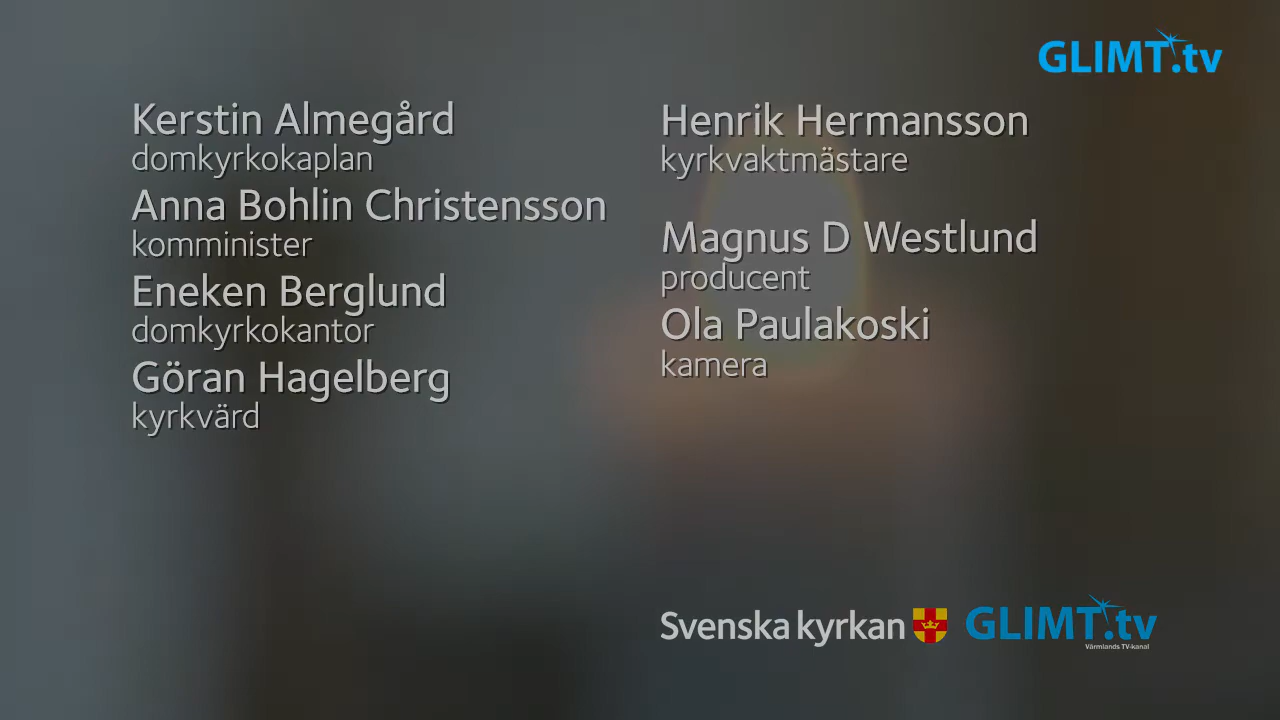 GLIMT.tv
Kerstin Almegård
domkyrkokaplan
Anna Bohlin Christensson
komminister
Eneken Berglund
domkyrkokantor
Göran Hagelberg
kyrkvärd
Henrik Hermansson
kyrkvaktmästare
Magnus D Westlund
producent
Ola Paulakoski
kamera
Svenska kyrkan
GLIMT.tv
Värmlands TV-kanal